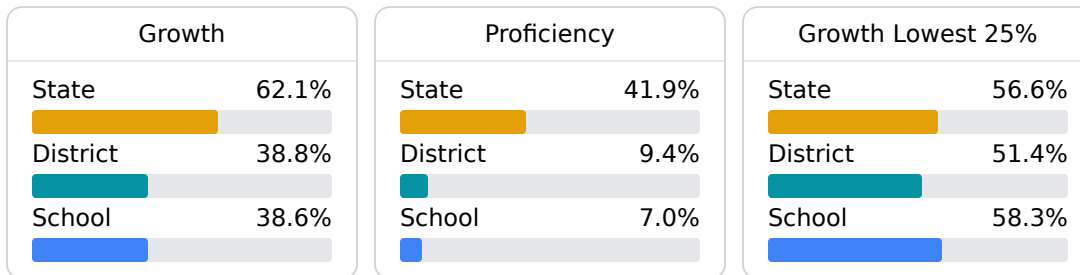 Growth
State 62.1%
District 38.8%
School 38.6%
Proficiency
State 41.9%
District 9.4%
School 7.0%
Growth Lowest 25%
State 56.6%
District 51.4%
School 58.3%